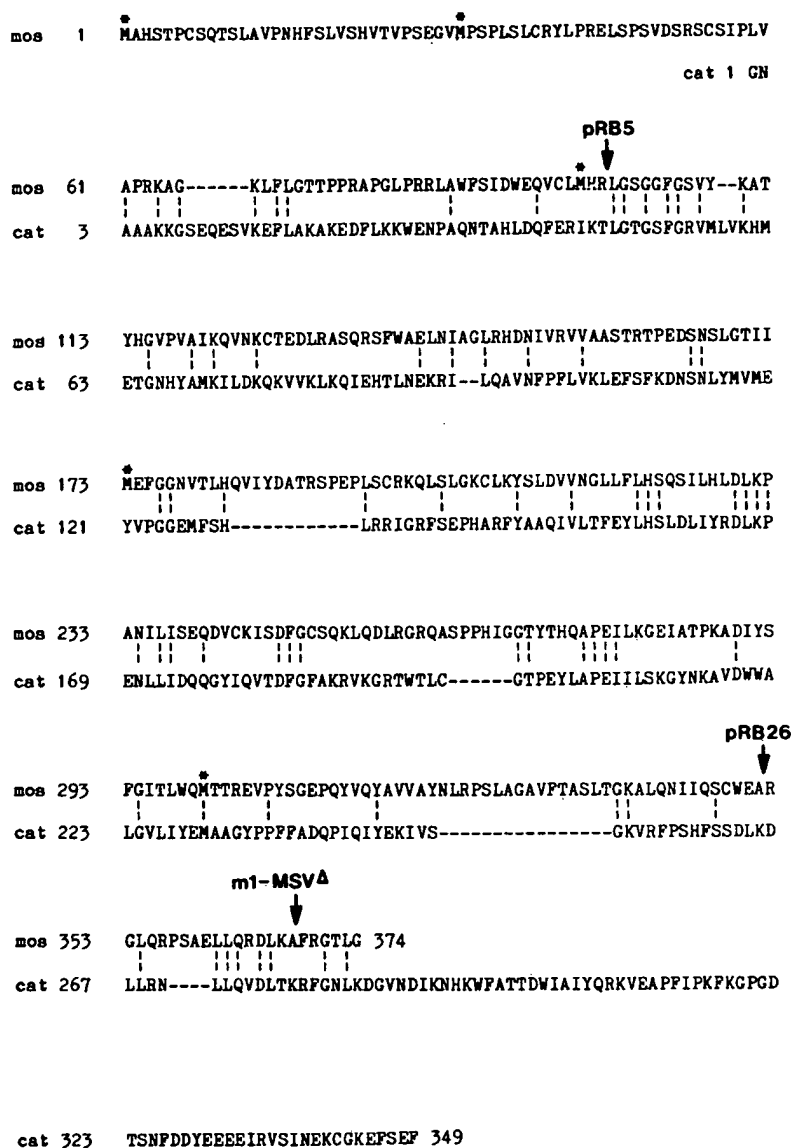 * *
mos 1 MAHSTPCSQTSLAVPNHFSLVSHVTVPSEGVMPSPLSLCRYLPRELSPSVDSRSCSIPLV
cat 1 GN
pRB5
*
mos 61 APRKAG------KLFLGTTPPRAPGLPRRLAWFSIDWEQVCLMHRLGSGGFGSVY--KAT
cat 3 AAAKKGSEQESVKEFLAKAKEDFLKKWENPAQNTAHLDQFERIKTLGTGSFGRVMLVKHM
mos 113 YHGVPVAIKQVNKCTEDLRASQRSFWAELNIAGLRHDNIVRVVAASTRTPEDSNSLGTII
cat 63 ETGNHYAMKILDKQKVVKLKQIEHTLNEKRI--LQAVNFPFLVKLEFSFKDNSNLYMVME
*
mos 173 MEFGGNVTLHQVIYDATRSPEPLSCRKQLSLGKCLKYSLDVVNGLLFLHSQSILHLDLKP
cat 121 YVPGGEMFSH------------LRRIGRFSEPHARFYAAQIVLTFEYLHSLDLIYRDLKP
mos 233 ANILISEQDVCKISDFGCSQKLQDLRGRQASPPHIGGTYTHQAPEILKGEIATPKADIYS
cat 169 ENLLIDQQGYIQVTDFGFAKRVKGRTWTLC------GTPEYLAPEIILSKGYNKAVDWWA
pRB26
*
mos 293 FGITLWQMTTREVPYSGEPQYVQYAVVAYNLRPSLAGAVFTASLTGKALQNIIQSCWEAR
cat 223 LGVLIYEMAAGYPPFFADQPIQIYEKIVS----------------GKVRFPSHFSSDLKD
m1-MSVΔ
mos 353 GLQRPSAELLQRDLKAFRGTLG 374
cat 267 LLRN----LLQVDLTKRFGNLKDGVNDIKNHKWFATTDWIAIYQRKVEAPFIPKFKGPGD
cat 323 TSNFDDYEEEEIRVSINEKCGKEFSEF 349